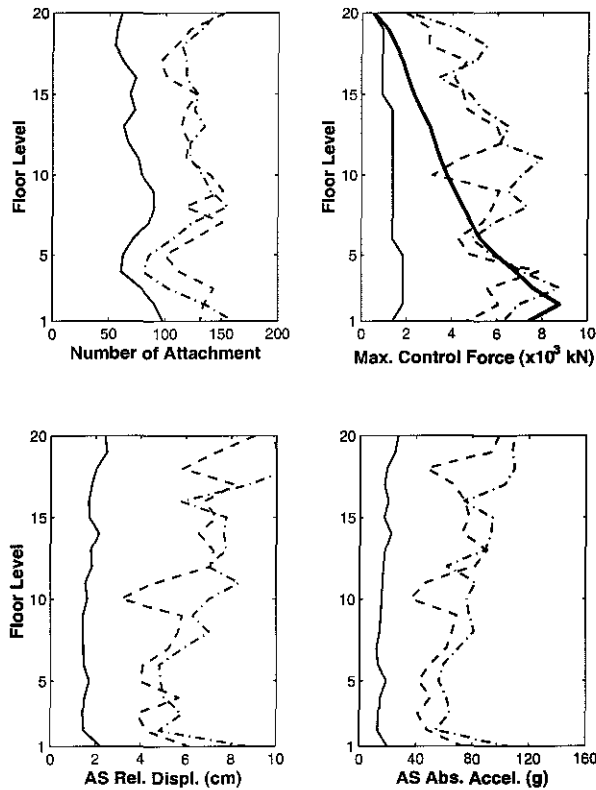 20
15
10
5
1
Floor Level
0 50 100 150 200
Number of Attachment
20
15
10
5
1
Floor Level
0 2 4 6 8 10
Max. Control Force (x10³ kN)
20
15
10
5
1
Floor Level
0 2 4 6 8 10
AS Rel. Displ. (cm)
20
15
10
5
1
0 40 80 120 160
AS Abs. Accel. (g)